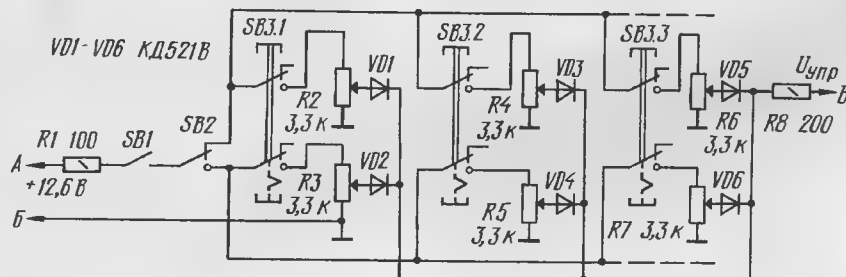 VD1-VD6 КД521В
SB3.1
SB3.2
SB3.3
VD1
VD3
VD5
Uупр
В
R2
3,3 к
R4
3,3 к
R6
3,3 к
R8 200
А
R1 100
SB1
SB2
+12,6 В
R3
3,3 к
VD2
R5
3,3 к
VD4
R7 3,3 к
VD6
Б